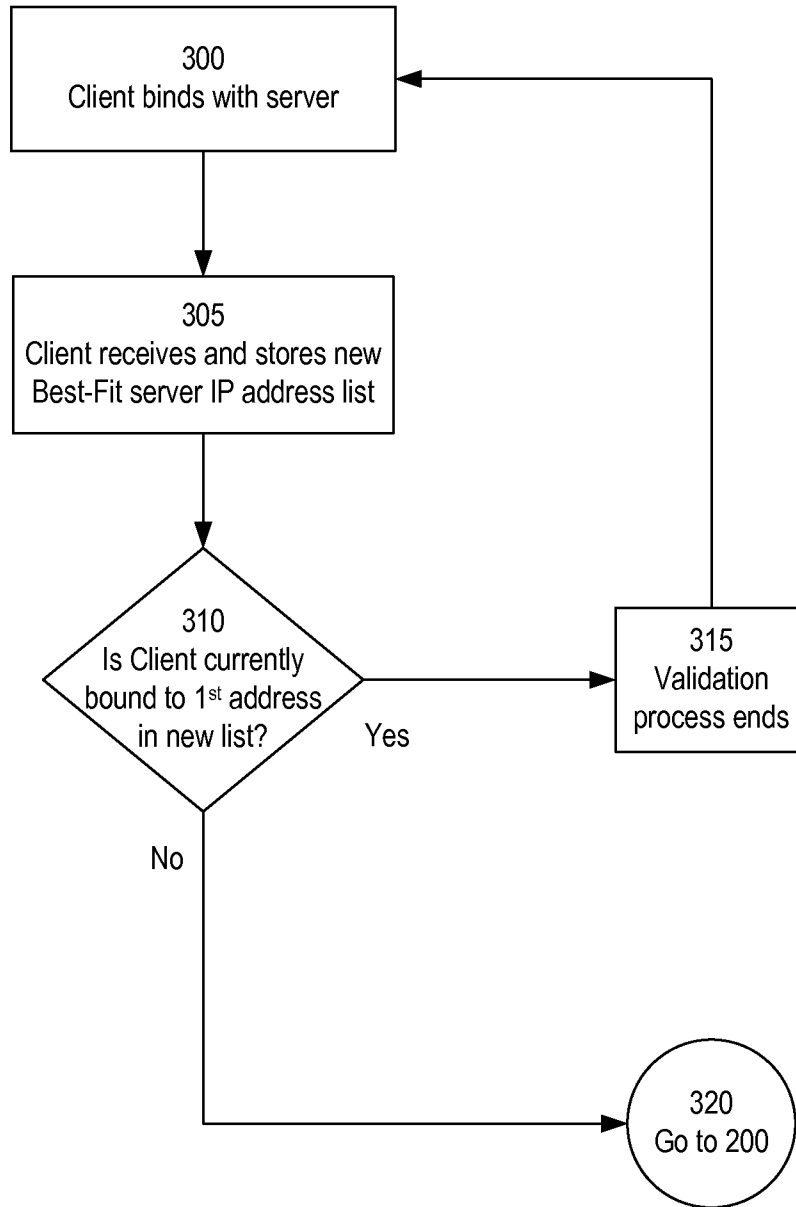 300
Client binds with server
305
Client receives and stores new
Best-Fit server IP address list
310
Is Client currently
bound to 1st address
in new list?
Yes
315
Validation
process ends
No
320
Go to 200